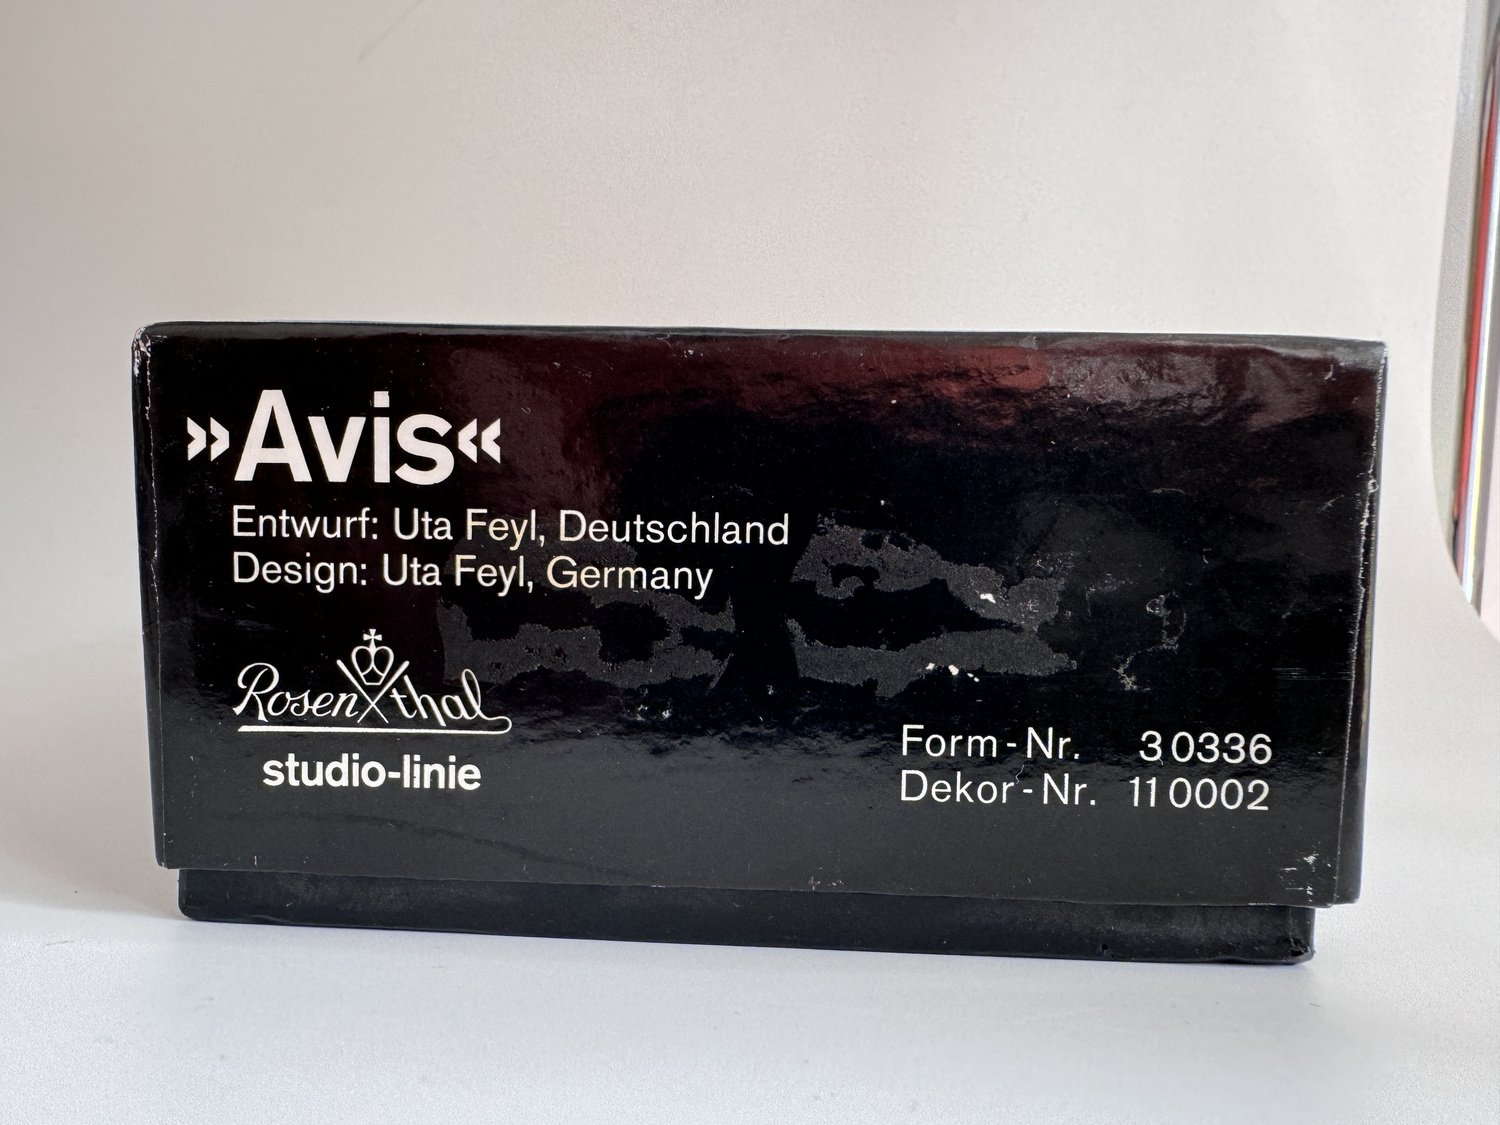 »Avis«
Entwurf: Uta Feyl, Deutschland
Design: Uta Feyl, Germany
Rosenthal
studio-linie
Form-Nr. 30336
Dekor-Nr. 110002